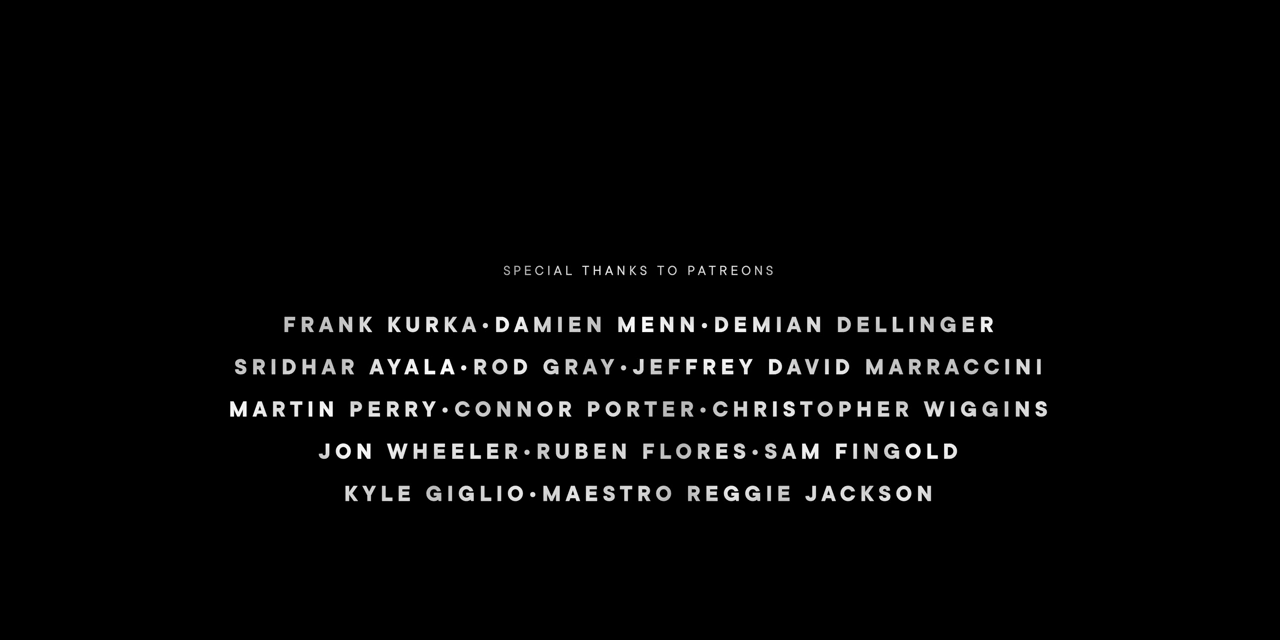 SPECIAL THANKS TO PATREONS
FRANK KURKA•DAMIEN MENN•DEMIAN DELLINGER
SRIDHAR AYALA•ROD GRAY•JEFFREY DAVID MARRACCINI
MARTIN PERRY•CONNOR PORTER•CHRISTOPHER WIGGINS
JON WHEELER•RUBEN FLORES•SAM FINGOLD
KYLE GIGLIO•MAESTRO REGGIE JACKSON